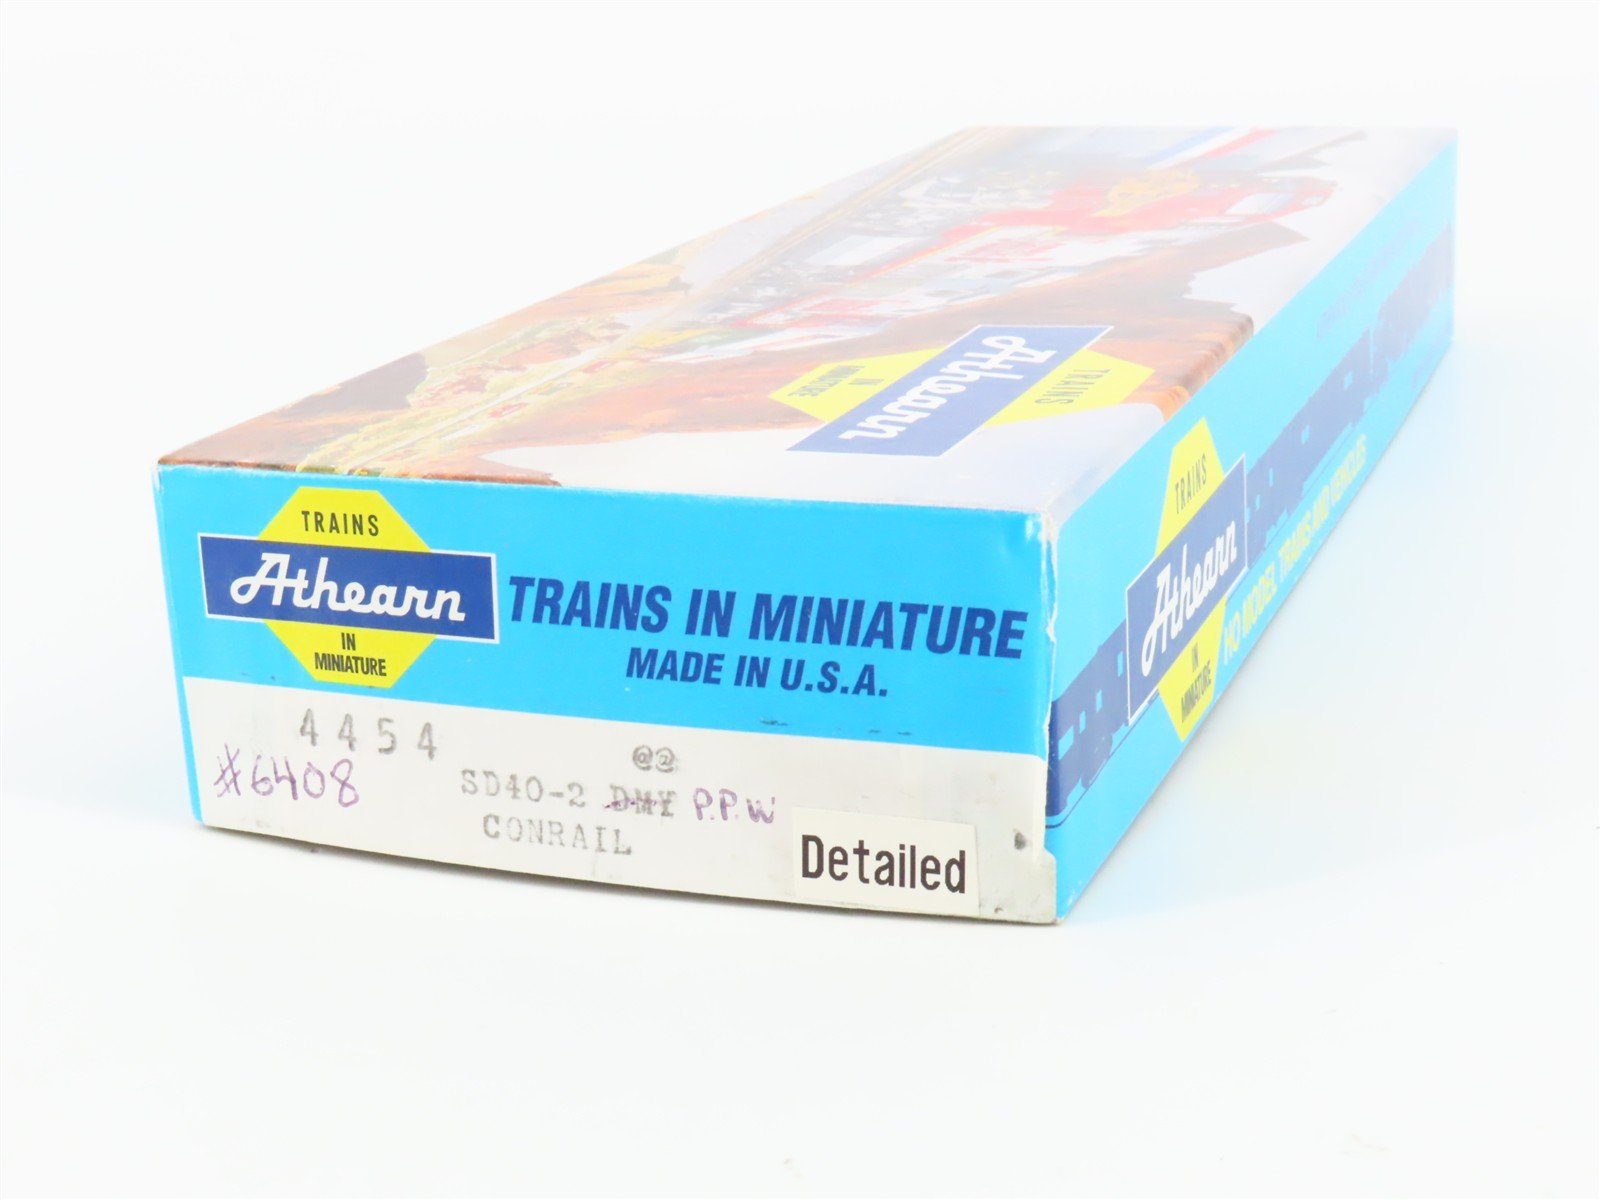 TRAINS
Athearn
IN
MINIATURE
TRAINS
Athearn
IN
MINIATURE
TRAINS IN MINIATURE
MADE IN U.S.A.
4454
@@
#6408
SD40-2 DMY P.P.W
CONRAIL
Detailed
TRAINS
Athearn
IN
MINIATURE
HO MODEL TRAINS AND VEHICLES